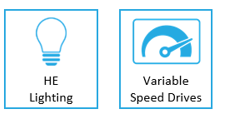 HE
Lighting
Variable
Speed Drives